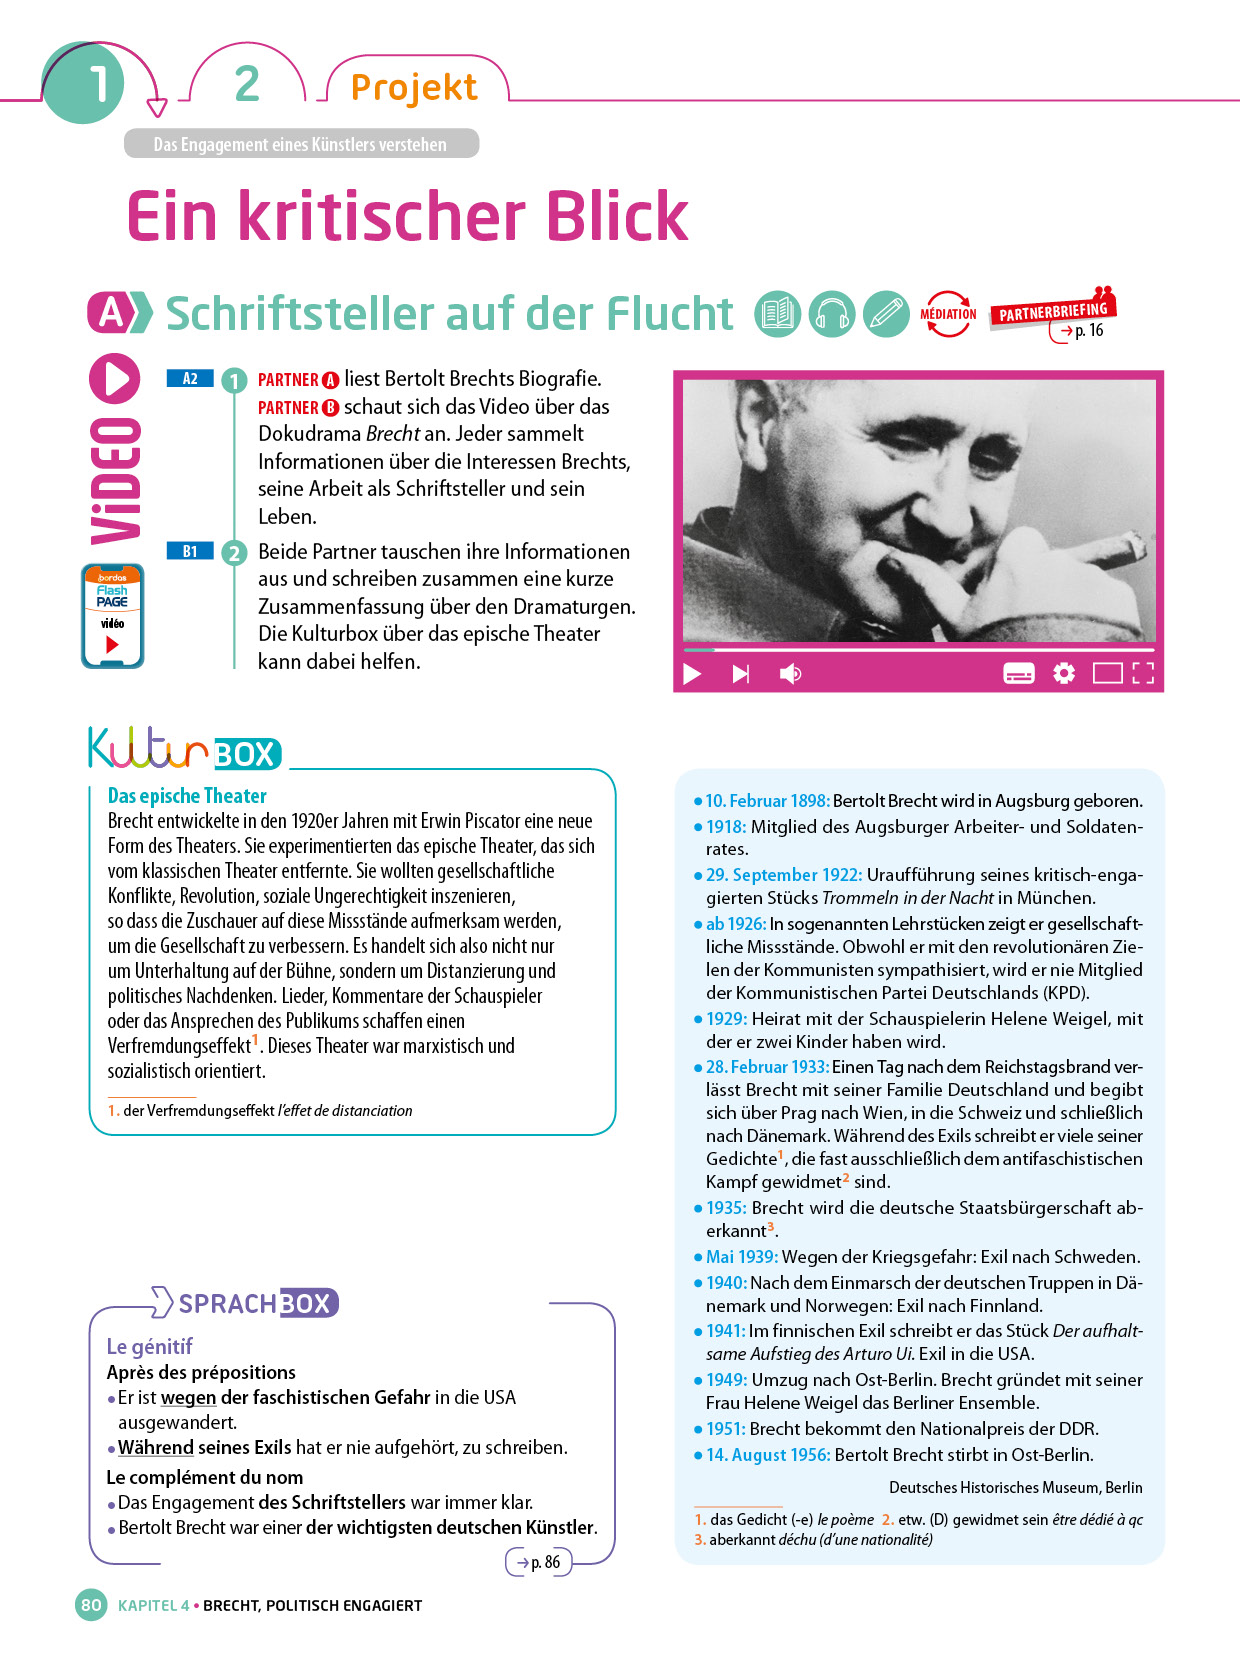 1
2
Projekt
Das Engagement eines Künstlers verstehen
Ein kritischer Blick
A
Schriftsteller auf der Flucht
MÉDIATION
PARTNERBRIEFING
→ p. 16
ViDEO
bordas
Flash
PAGE
vidéo
A2
1
PARTNER A liest Bertolt Brechts Biografie.
PARTNER B schaut sich das Video über das
Dokudrama Brecht an. Jeder sammelt
Informationen über die Interessen Brechts,
seine Arbeit als Schriftsteller und sein
Leben.
B1
2
Beide Partner tauschen ihre Informationen
aus und schreiben zusammen eine kurze
Zusammenfassung über den Dramaturgen.
Die Kulturbox über das epische Theater
kann dabei helfen.
Kultur BOX
Das epische Theater
Brecht entwickelte in den 1920er Jahren mit Erwin Piscator eine neue
Form des Theaters. Sie experimentierten das epische Theater, das sich
vom klassischen Theater entfernte. Sie wollten gesellschaftliche
Konflikte, Revolution, soziale Ungerechtigkeit inszenieren,
so dass die Zuschauer auf diese Missstände aufmerksam werden,
um die Gesellschaft zu verbessern. Es handelt sich also nicht nur
um Unterhaltung auf der Bühne, sondern um Distanzierung und
politisches Nachdenken. Lieder, Kommentare der Schauspieler
oder das Ansprechen des Publikums schaffen einen
Verfremdungseffekt1. Dieses Theater war marxistisch und
sozialistisch orientiert.
1. der Verfremdungseffekt l'effet de distanciation
SPRACHBOX
Le génitif
Après des prépositions
• Er ist wegen der faschistischen Gefahr in die USA
ausgewandert.
• Während seines Exils hat er nie aufgehört, zu schreiben.
Le complément du nom
• Das Engagement des Schriftstellers war immer klar.
• Bertolt Brecht war einer der wichtigsten deutschen Künstler.
→ p. 86
• 10. Februar 1898: Bertolt Brecht wird in Augsburg geboren.
• 1918: Mitglied des Augsburger Arbeiter- und Soldaten-
rates.
• 29. September 1922: Uraufführung seines kritisch-enga-
gierten Stücks Trommeln in der Nacht in München.
• ab 1926: In sogenannten Lehrstücken zeigt er gesellschaft-
liche Missstände. Obwohl er mit den revolutionären Zie-
len der Kommunisten sympathisiert, wird er nie Mitglied
der Kommunistischen Partei Deutschlands (KPD).
• 1929: Heirat mit der Schauspielerin Helene Weigel, mit
der er zwei Kinder haben wird.
• 28. Februar 1933: Einen Tag nach dem Reichstagsbrand ver-
lässt Brecht mit seiner Familie Deutschland und begibt
sich über Prag nach Wien, in die Schweiz und schließlich
nach Dänemark. Während des Exils schreibt er viele seiner
Gedichte1, die fast ausschließlich dem antifaschistischen
Kampf gewidmet2 sind.
• 1935: Brecht wird die deutsche Staatsbürgerschaft ab-
erkannt3.
• Mai 1939: Wegen der Kriegsgefahr: Exil nach Schweden.
• 1940: Nach dem Einmarsch der deutschen Truppen in Dä-
nemark und Norwegen: Exil nach Finnland.
• 1941: Im finnischen Exil schreibt er das Stück Der aufhalt-
same Aufstieg des Arturo Ui. Exil in die USA.
• 1949: Umzug nach Ost-Berlin. Brecht gründet mit seiner
Frau Helene Weigel das Berliner Ensemble.
• 1951: Brecht bekommt den Nationalpreis der DDR.
• 14. August 1956: Bertolt Brecht stirbt in Ost-Berlin.
Deutsches Historisches Museum, Berlin
1. das Gedicht (-e) le poème 2. etw. (D) gewidmet sein être dédié à qc
3. aberkannt déchu (d'une nationalité)
80 KAPITEL 4 • BRECHT, POLITISCH ENGAGIERT